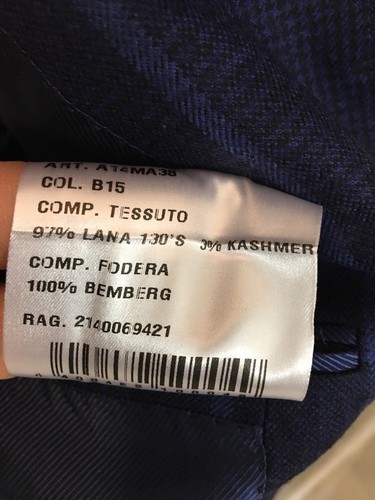 ART. A14MA38
COL. B15
COMP. TESSUTO
97% LANA 130'S 3% KASHMER
COMP. FODERA
100% BEMBERG
RAG. 2140069421